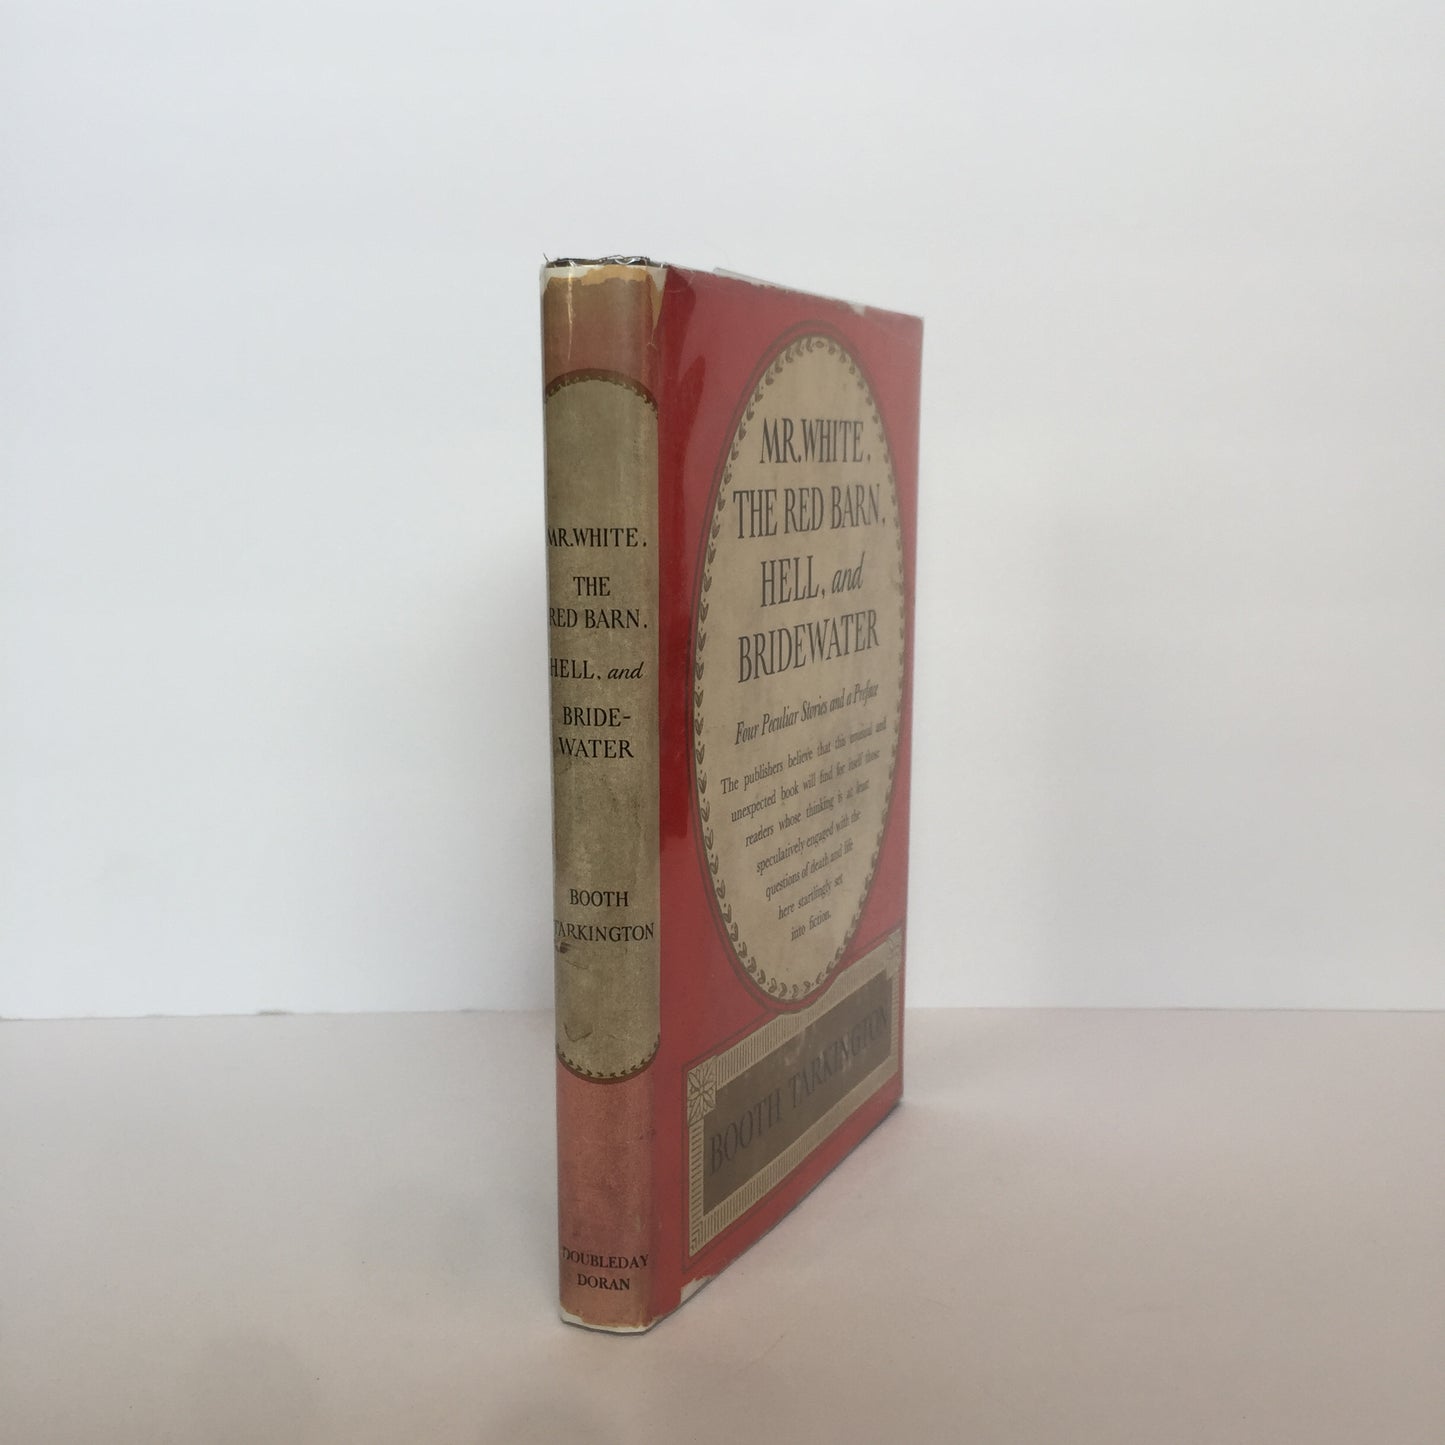 MR. WHITE.
THE
RED BARN.
HELL, and
BRIDE-
WATER
BOOTH
TARKINGTON
DOUBLEDAY
DORAN
MR. WHITE.
THE RED BARN.
HELL, and
BRIDEWATER
Four Peculiar Stories and a Preface
The publishers believe that this unusual and
unexpected book will find for itself those
readers whose thinking is at least
speculatively engaged with the
questions of death and life
here startlingly set
into fiction.
BOOTH TARKINGTON